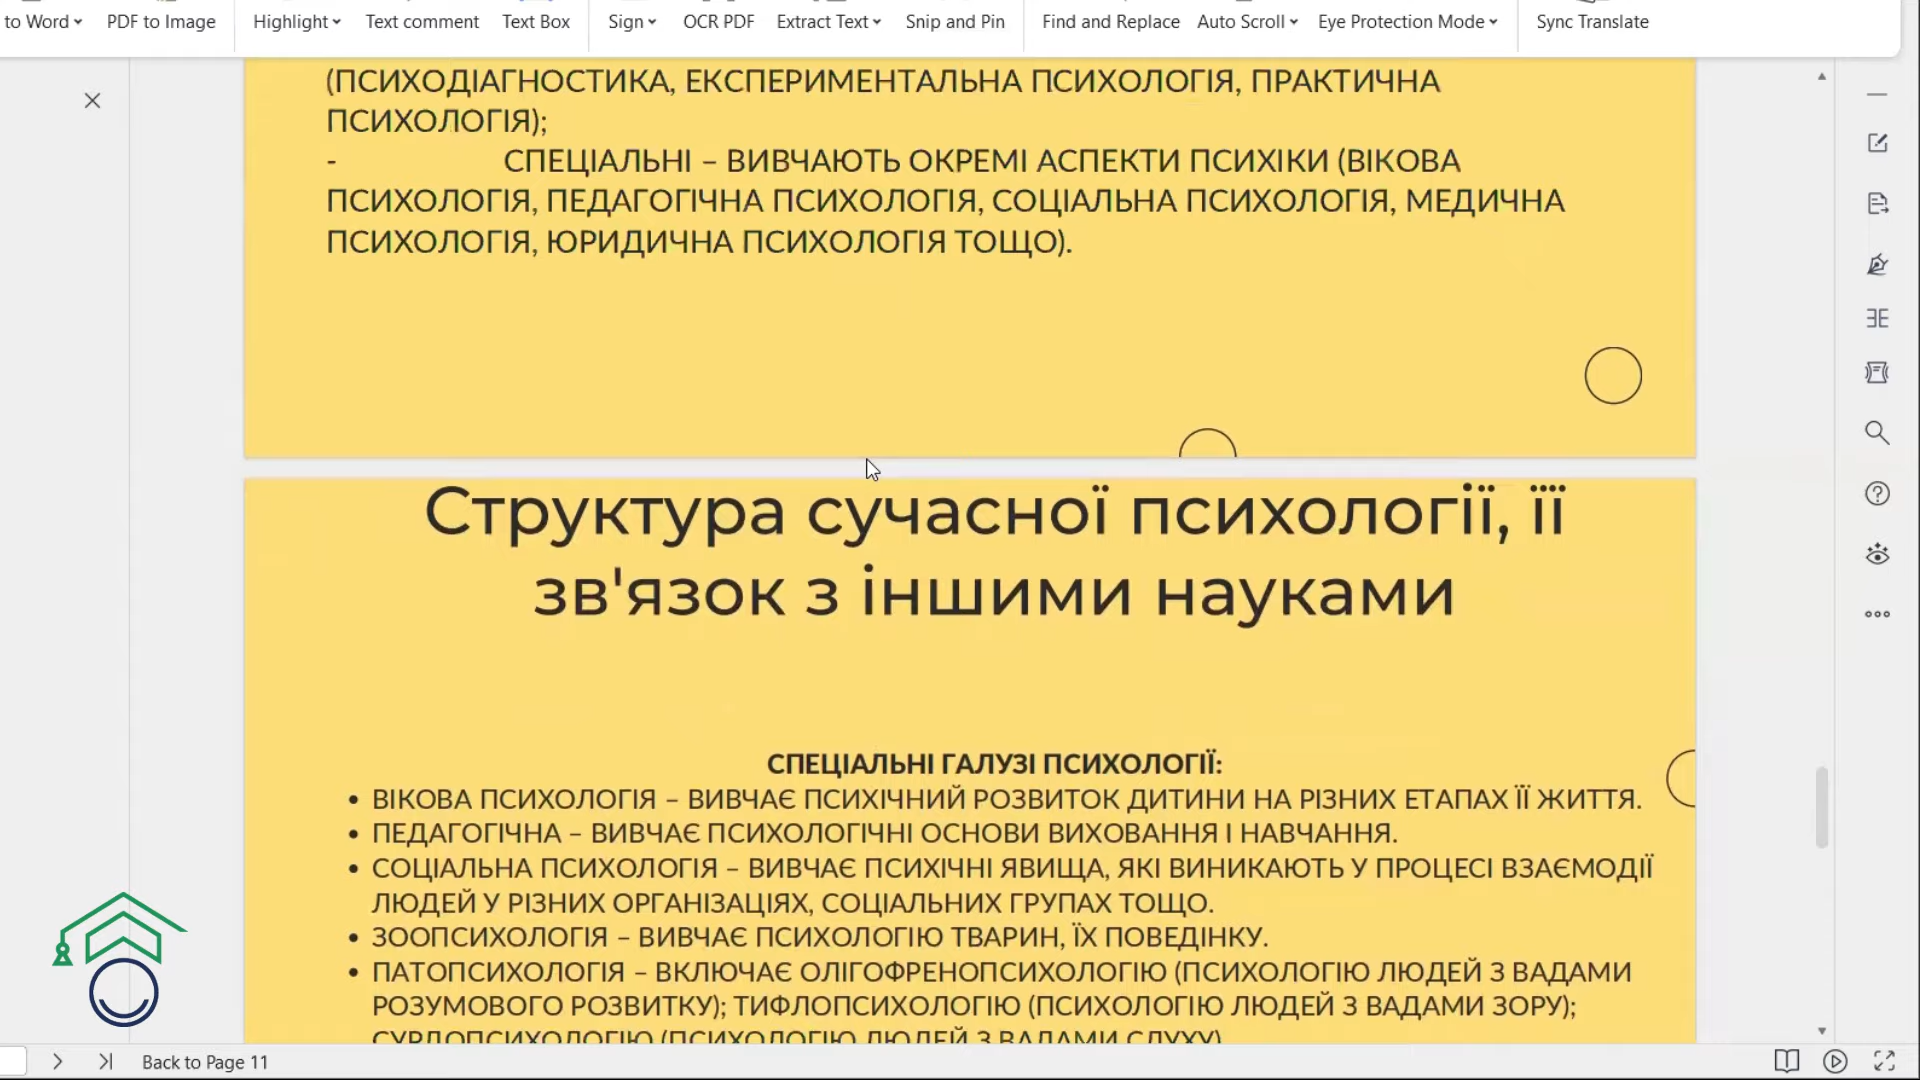 to Word PDF to Image Highlight Text comment Text Box Sign OCR PDF Extract Text Snip and Pin Find and Replace Auto Scroll Eye Protection Mode Sync Translate
(ПСИХОДІАГНОСТИКА, ЕКСПЕРИМЕНТАЛЬНА ПСИХОЛОГІЯ, ПРАКТИЧНА
ПСИХОЛОГІЯ);
- СПЕЦІАЛЬНІ – ВИВЧАЮТЬ ОКРЕМІ АСПЕКТИ ПСИХІКИ (ВІКОВА
ПСИХОЛОГІЯ, ПЕДАГОГІЧНА ПСИХОЛОГІЯ, СОЦІАЛЬНА ПСИХОЛОГІЯ, МЕДИЧНА
ПСИХОЛОГІЯ, ЮРИДИЧНА ПСИХОЛОГІЯ ТОЩО).
Структура сучасної психології, її
зв'язок з іншими науками
СПЕЦІАЛЬНІ ГАЛУЗІ ПСИХОЛОГІЇ:
• ВІКОВА ПСИХОЛОГІЯ – ВИВЧАЄ ПСИХІЧНИЙ РОЗВИТОК ДИТИНИ НА РІЗНИХ ЕТАПАХ ЇЇ ЖИТТЯ.
• ПЕДАГОГІЧНА – ВИВЧАЄ ПСИХОЛОГІЧНІ ОСНОВИ ВИХОВАННЯ І НАВЧАННЯ.
• СОЦІАЛЬНА ПСИХОЛОГІЯ – ВИВЧАЄ ПСИХІЧНІ ЯВИЩА, ЯКІ ВИНИКАЮТЬ У ПРОЦЕСІ ВЗАЄМОДІЇ
ЛЮДЕЙ У РІЗНИХ ОРГАНІЗАЦІЯХ, СОЦІАЛЬНИХ ГРУПАХ ТОЩО.
• ЗООПСИХОЛОГІЯ – ВИВЧАЄ ПСИХОЛОГІЮ ТВАРИН, ЇХ ПОВЕДІНКУ.
• ПАТОПСИХОЛОГІЯ – ВКЛЮЧАЄ ОЛІГОФРЕНОПСИХОЛОГІЮ (ПСИХОЛОГІЮ ЛЮДЕЙ З ВАДАМИ
РОЗУМОВОГО РОЗВИТКУ); ТИФЛОПСИХОЛОГІЮ (ПСИХОЛОГІЮ ЛЮДЕЙ З ВАДАМИ ЗОРУ);
СУРДОПСИХОЛОГІЮ (ПСИХОЛОГІЮ ЛЮДЕЙ З ВАДАМИ СЛУХУ)
Back to Page 11